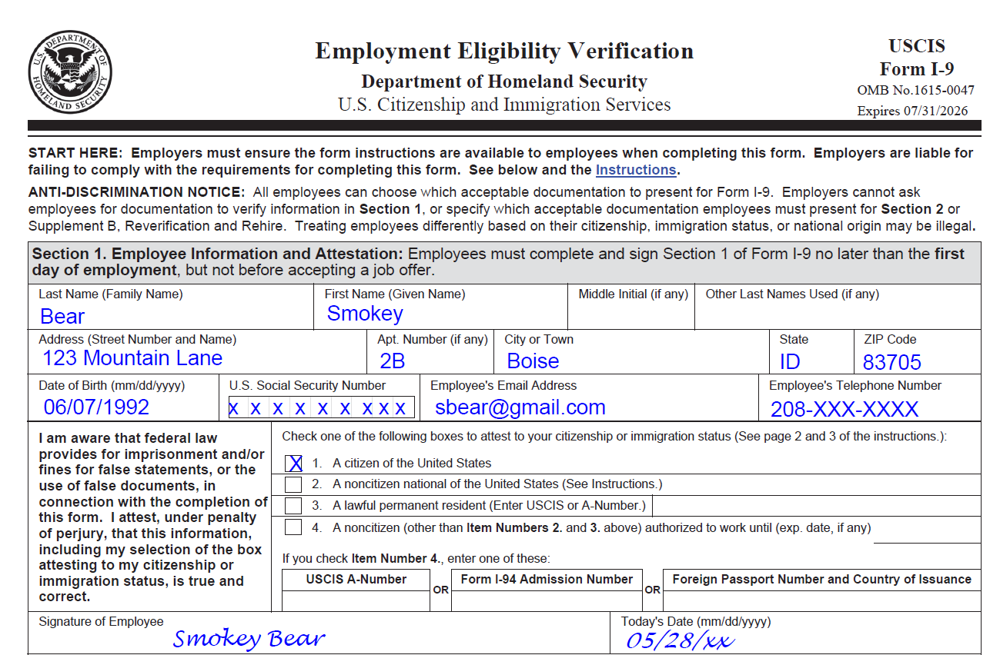 U.S. DEPARTMENT OF HOMELAND SECURITY
Employment Eligibility Verification
Department of Homeland Security
U.S. Citizenship and Immigration Services
USCIS
Form I-9
OMB No.1615-0047
Expires 07/31/2026
START HERE: Employers must ensure the form instructions are available to employees when completing this form. Employers are liable for
failing to comply with the requirements for completing this form. See below and the Instructions.
ANTI-DISCRIMINATION NOTICE: All employees can choose which acceptable documentation to present for Form I-9. Employers cannot ask
employees for documentation to verify information in Section 1, or specify which acceptable documentation employees must present for Section 2 or
Supplement B, Reverification and Rehire. Treating employees differently based on their citizenship, immigration status, or national origin may be illegal.
Section 1. Employee Information and Attestation: Employees must complete and sign Section 1 of Form I-9 no later than the first
day of employment, but not before accepting a job offer.
Last Name (Family Name)
Bear
First Name (Given Name)
Smokey
Middle Initial (if any)
Other Last Names Used (if any)
Address (Street Number and Name)
123 Mountain Lane
Apt. Number (if any)
2B
City or Town
Boise
State
ID
ZIP Code
83705
Date of Birth (mm/dd/yyyy)
06/07/1992
U.S. Social Security Number
x x x x x x x x x
Employee's Email Address
sbear@gmail.com
Employee's Telephone Number
208-XXX-XXXX
I am aware that federal law
provides for imprisonment and/or
fines for false statements, or the
use of false documents, in
connection with the completion of
this form. I attest, under penalty
of perjury, that this information,
including my selection of the box
attesting to my citizenship or
immigration status, is true and
correct.
Check one of the following boxes to attest to your citizenship or immigration status (See page 2 and 3 of the instructions.):
X 1. A citizen of the United States
2. A noncitizen national of the United States (See Instructions.)
3. A lawful permanent resident (Enter USCIS or A-Number.)
4. A noncitizen (other than Item Numbers 2. and 3. above) authorized to work until (exp. date, if any)
If you check Item Number 4., enter one of these:
USCIS A-Number
OR
Form I-94 Admission Number
OR
Foreign Passport Number and Country of Issuance
Signature of Employee
Smokey Bear
Today's Date (mm/dd/yyyy)
05/28/xx